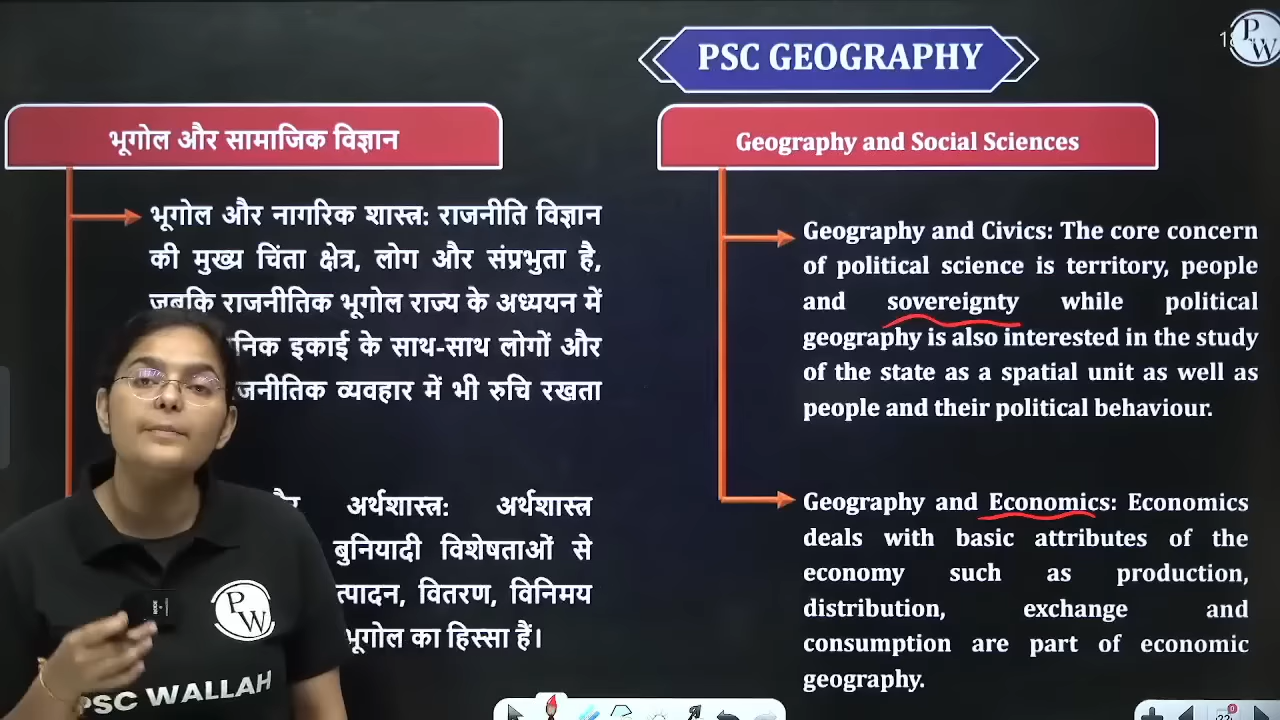 PSC GEOGRAPHY
PW
भूगोल और सामाजिक विज्ञान
भूगोल और नागरिक शास्त्र: राजनीति विज्ञान
की मुख्य चिंता क्षेत्र, लोग और संप्रभुता है,
जबकि राजनीतिक भूगोल राज्य के अध्ययन में
निक इकाई के साथ-साथ लोगों और
जनीतिक व्यवहार में भी रुचि रखता
अर्थशास्त्र: अर्थशास्त्र
बुनियादी विशेषताओं से
त्पादन, वितरण, विनिमय
भूगोल का हिस्सा हैं।
Geography and Social Sciences
Geography and Civics: The core concern
of political science is territory, people
and sovereignty while political
geography is also interested in the study
of the state as a spatial unit as well as
people and their political behaviour.
Geography and Economics: Economics
deals with basic attributes of the
economy such as production,
distribution, exchange and
consumption are part of economic
geography.
PW
PSC WALLAH